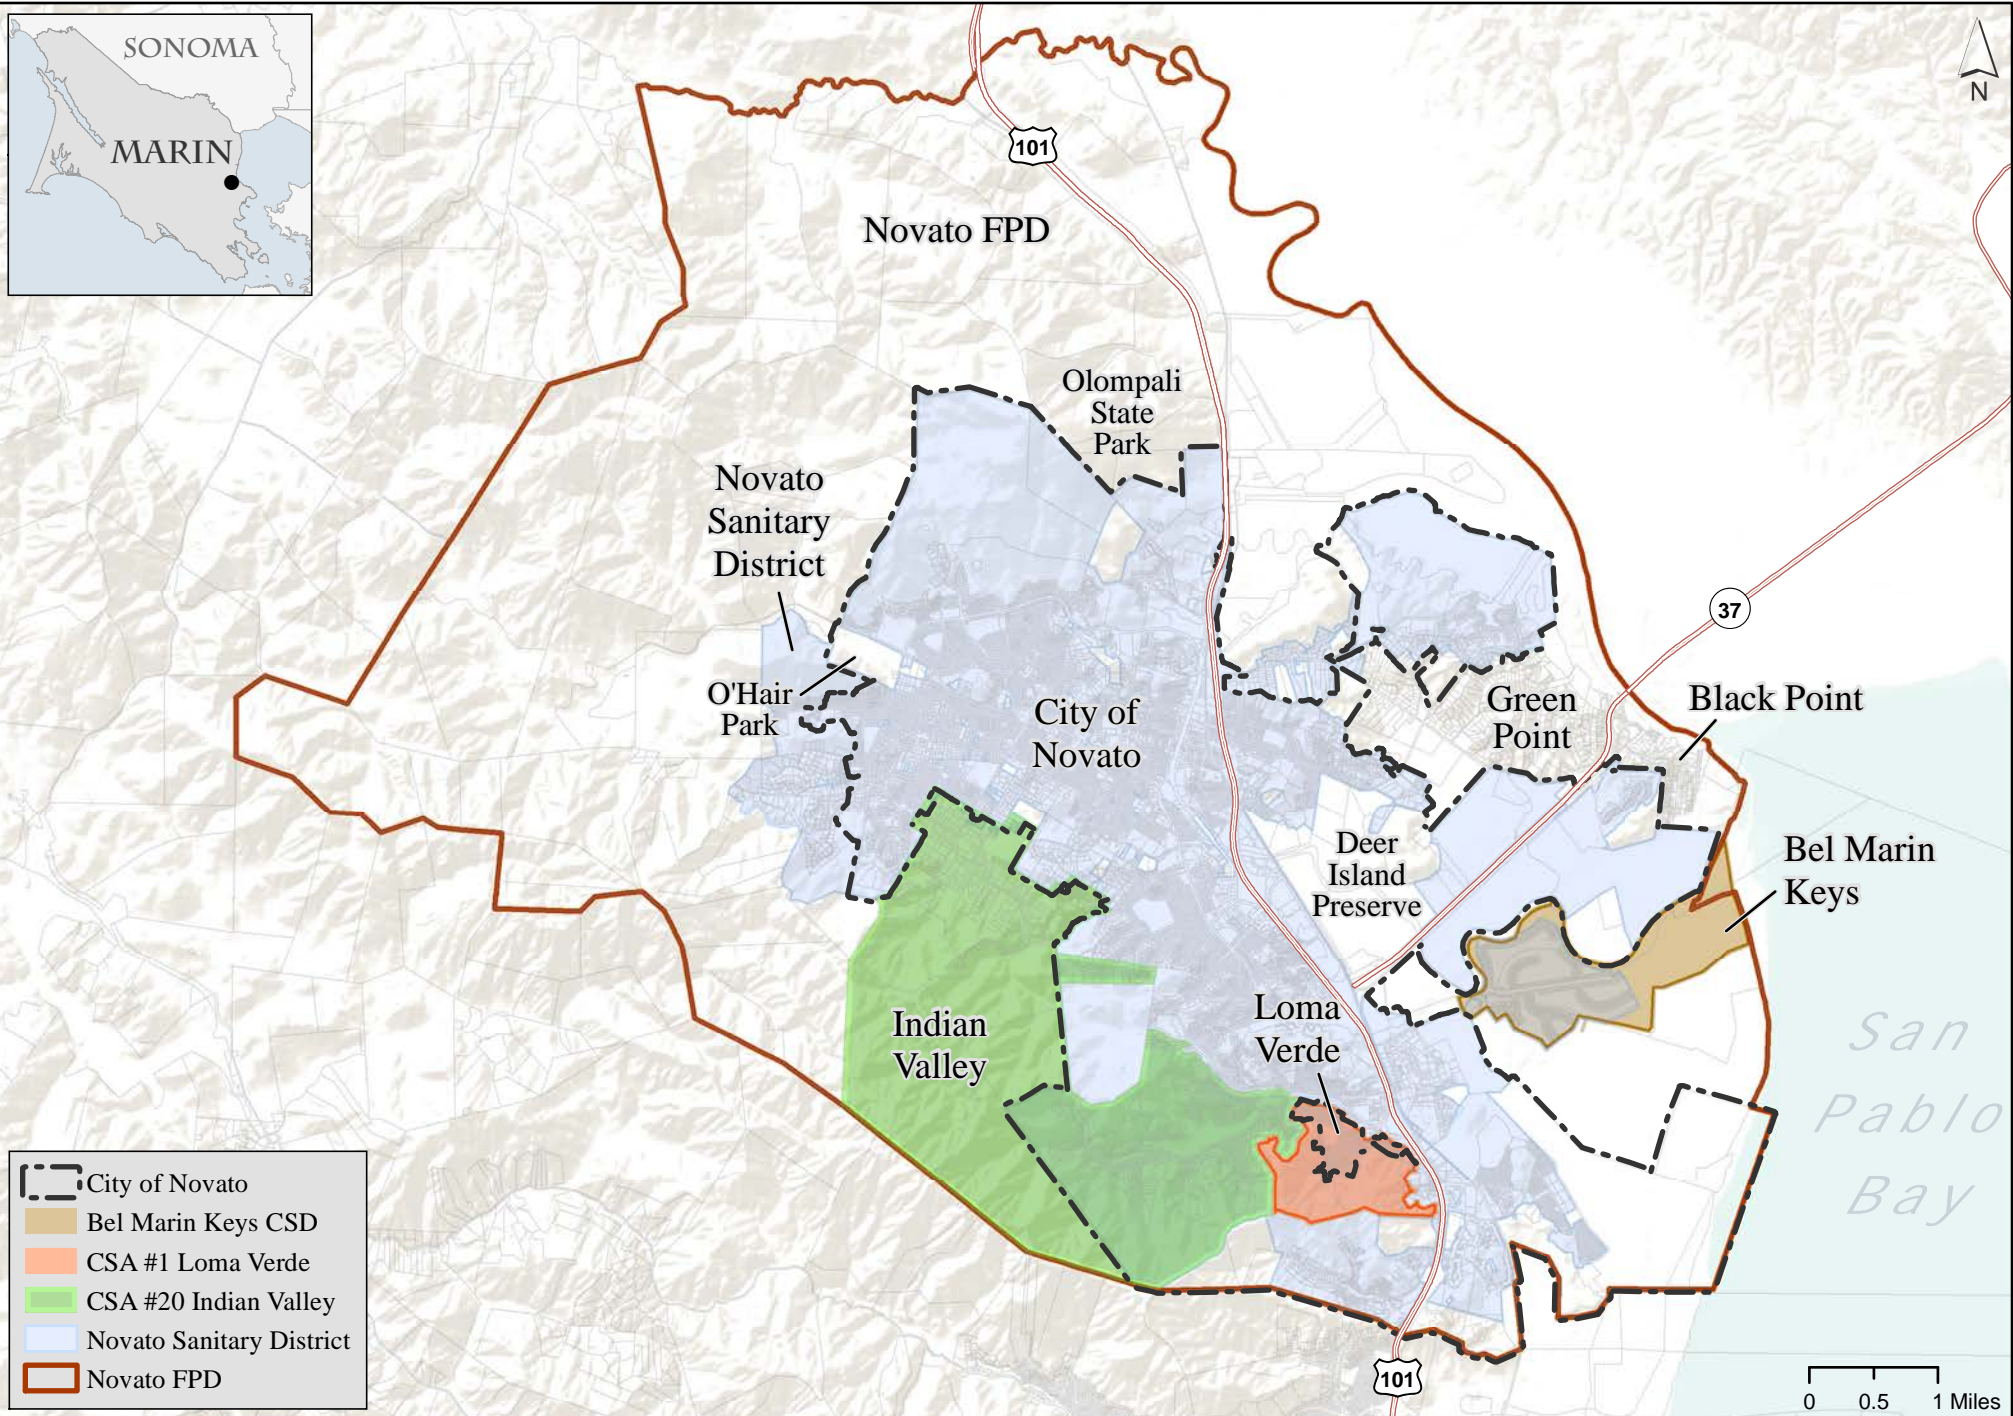 SONOMA
MARIN
N
101
Novato FPD
Olompali
State
Park
Novato
Sanitary
District
37
O'Hair
Park
City of
Novato
Green
Point
Black Point
Deer
Island
Preserve
Bel Marin
Keys
Indian
Valley
Loma
Verde
San
Pablo
Bay
City of Novato
Bel Marin Keys CSD
CSA #1 Loma Verde
CSA #20 Indian Valley
Novato Sanitary District
Novato FPD
101
0 0.5 1 Miles